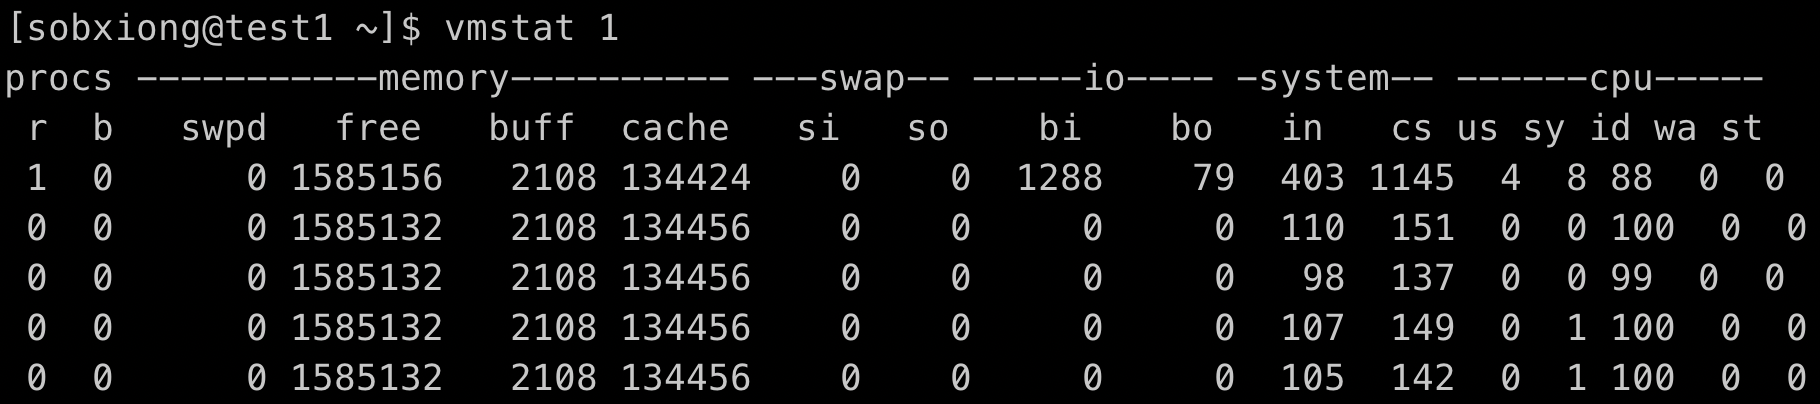 [sobxiong@test1 ~]$ vmstat 1
procs -----------memory---------- ---swap-- -----io---- -system-- ------cpu-----
 r  b   swpd   free   buff  cache   si   so    bi    bo   in   cs us sy id wa st
 1  0      0 1585156   2108 134424    0    0  1288    79  403 1145  4  8 88  0  0
 0  0      0 1585132   2108 134456    0    0     0     0  110  151  0  0 100  0  0
 0  0      0 1585132   2108 134456    0    0     0     0   98  137  0  0 99  0  0
 0  0      0 1585132   2108 134456    0    0     0     0  107  149  0  1 100  0  0
 0  0      0 1585132   2108 134456    0    0     0     0  105  142  0  1 100  0  0